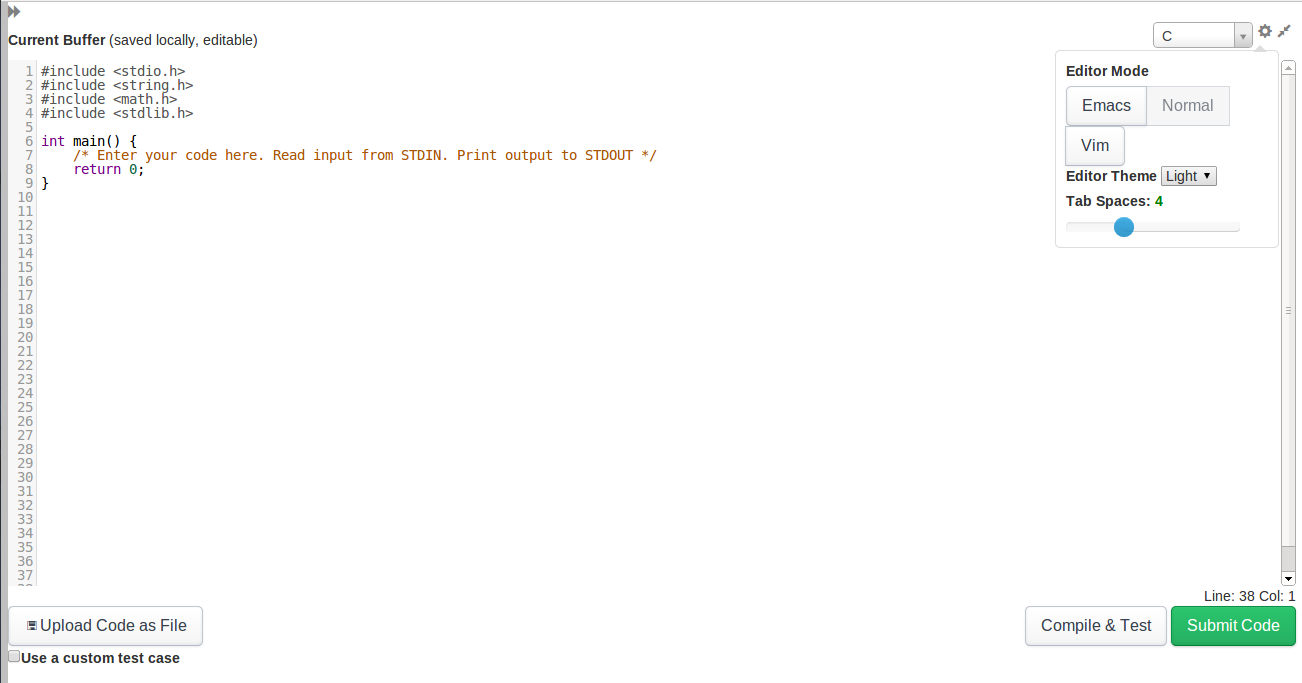 Current Buffer (saved locally, editable)
C
1 #include <stdio.h>
2 #include <string.h>
3 #include <math.h>
4 #include <stdlib.h>
5
6 int main() {
7     /* Enter your code here. Read input from STDIN. Print output to STDOUT */
8     return 0;
9 }
10
11
12
13
14
15
16
17
18
19
20
21
22
23
24
25
26
27
28
29
30
31
32
33
34
35
36
37
Editor Mode
Emacs Normal
Vim
Editor Theme Light
Tab Spaces: 4
Line: 38 Col: 1
Upload Code as File Compile & Test Submit Code
Use a custom test case